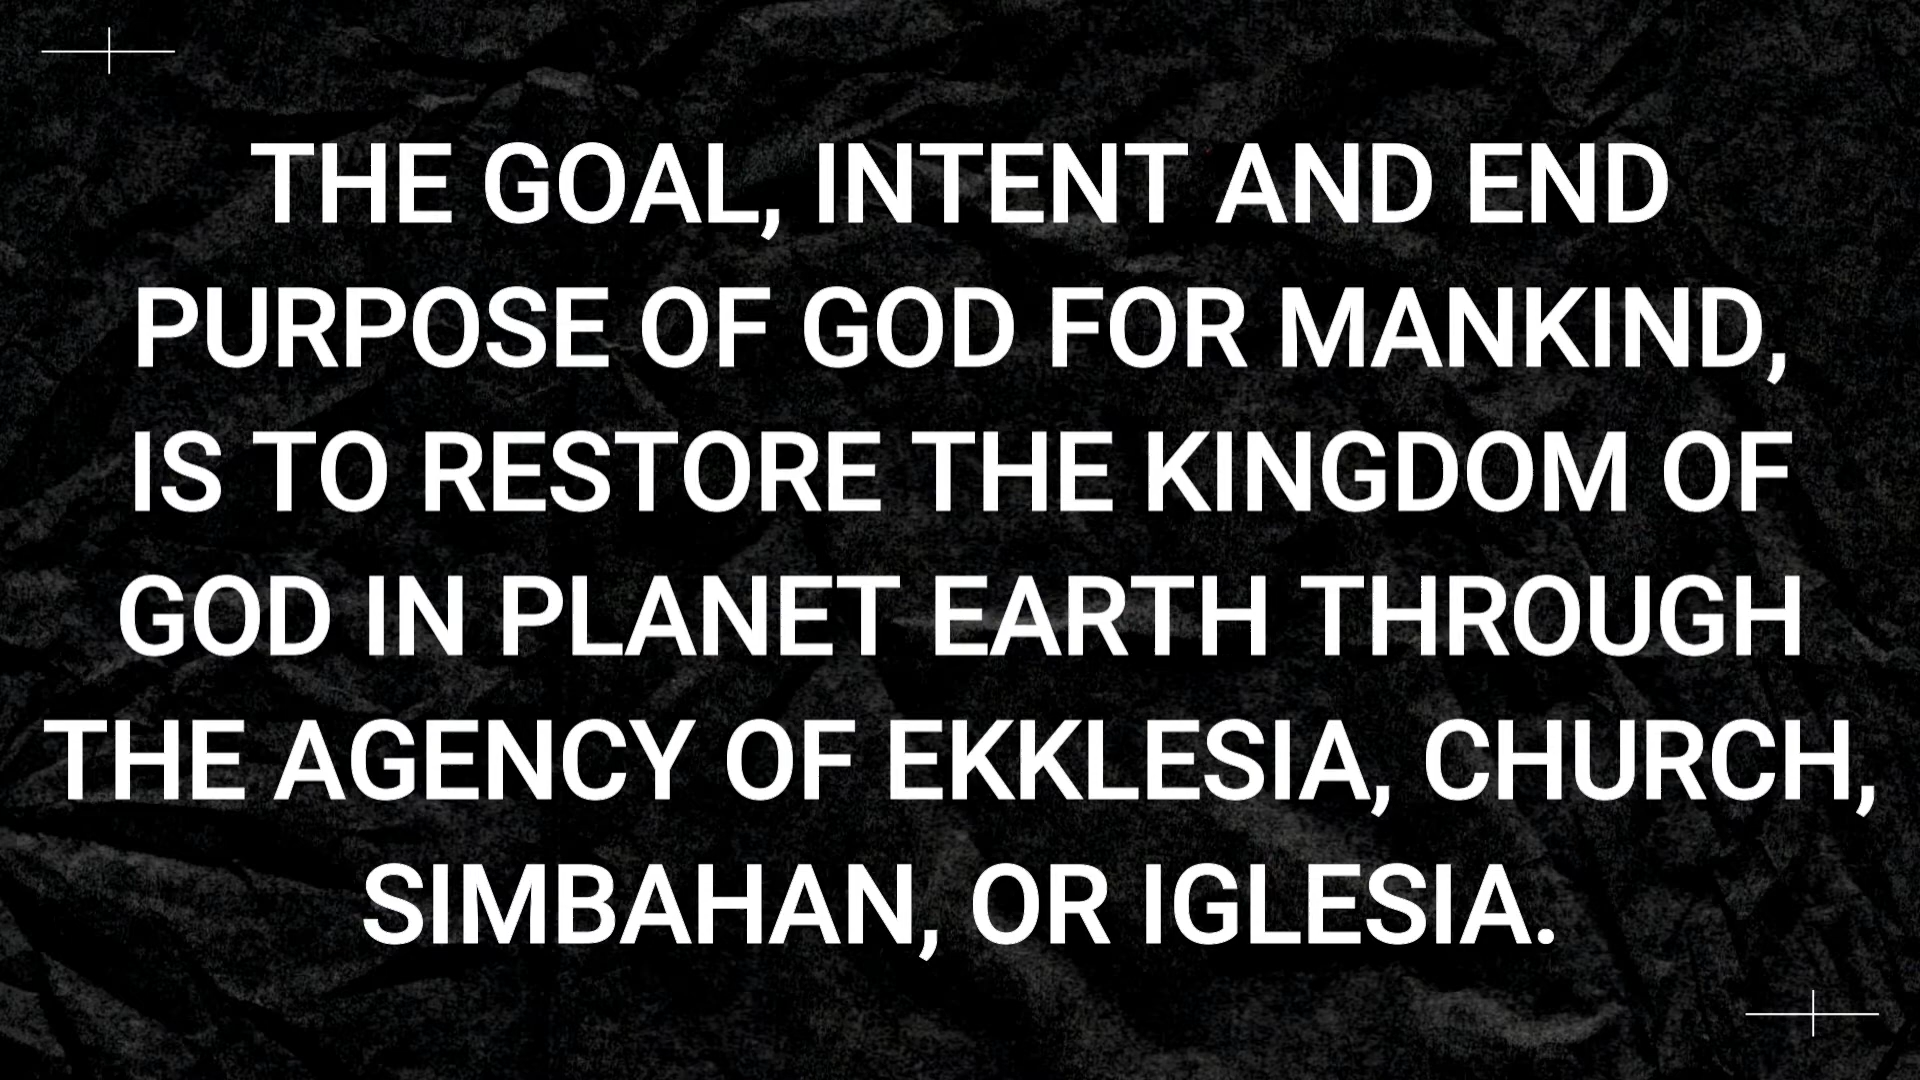 THE GOAL, INTENT AND END
PURPOSE OF GOD FOR MANKIND,
IS TO RESTORE THE KINGDOM OF
GOD IN PLANET EARTH THROUGH
THE AGENCY OF EKKLESIA, CHURCH,
SIMBAHAN, OR IGLESIA.